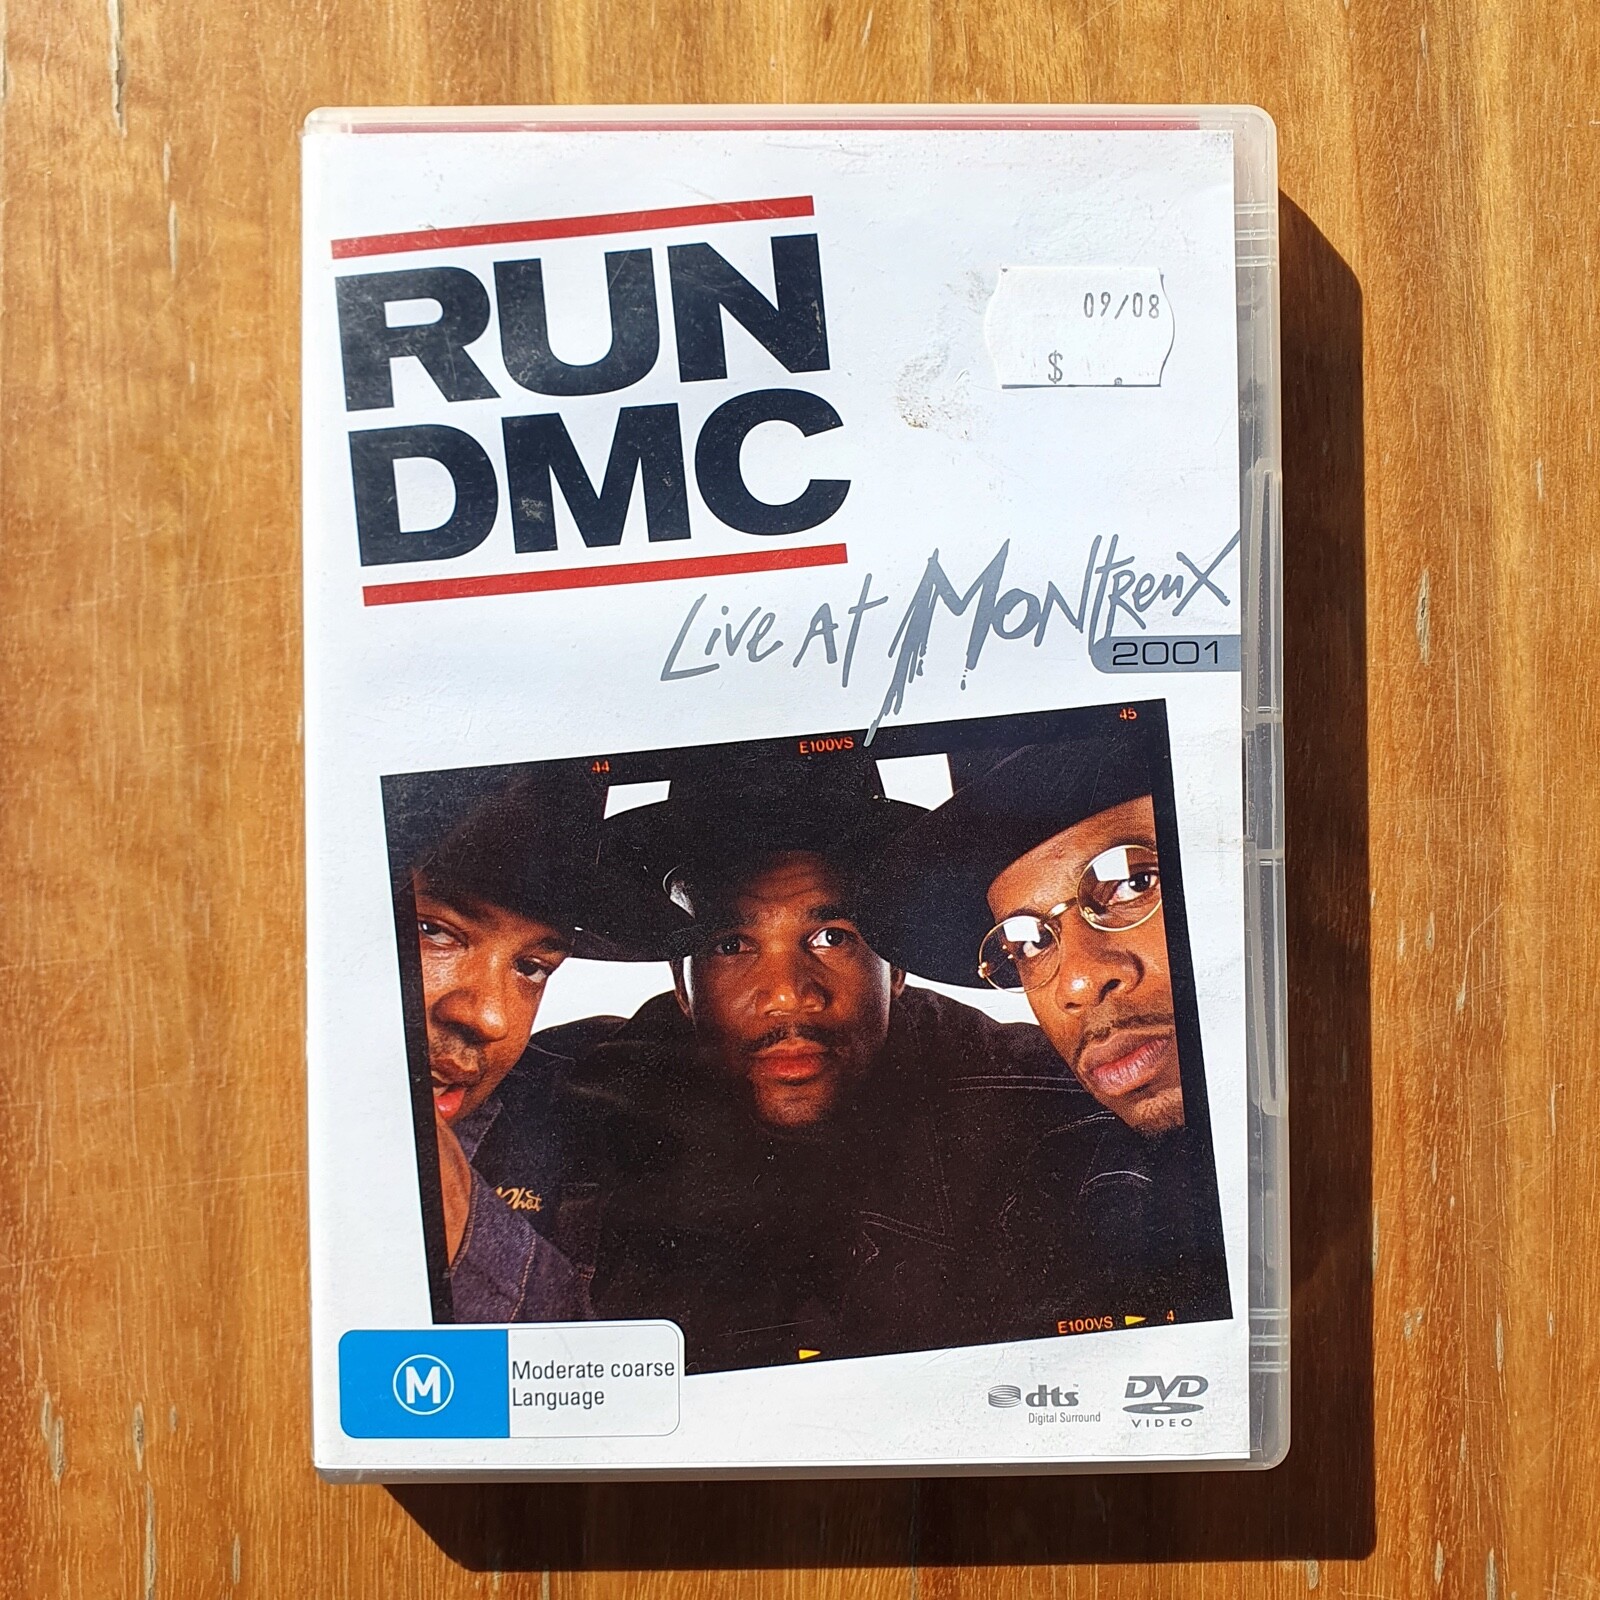 RUN
DMC
09/08
$
Live At Montreux
2001
44
E100VS
45
Phat
E100VS
4
M
Moderate coarse
Language
dts
Digital Surround
DVD
VIDEO